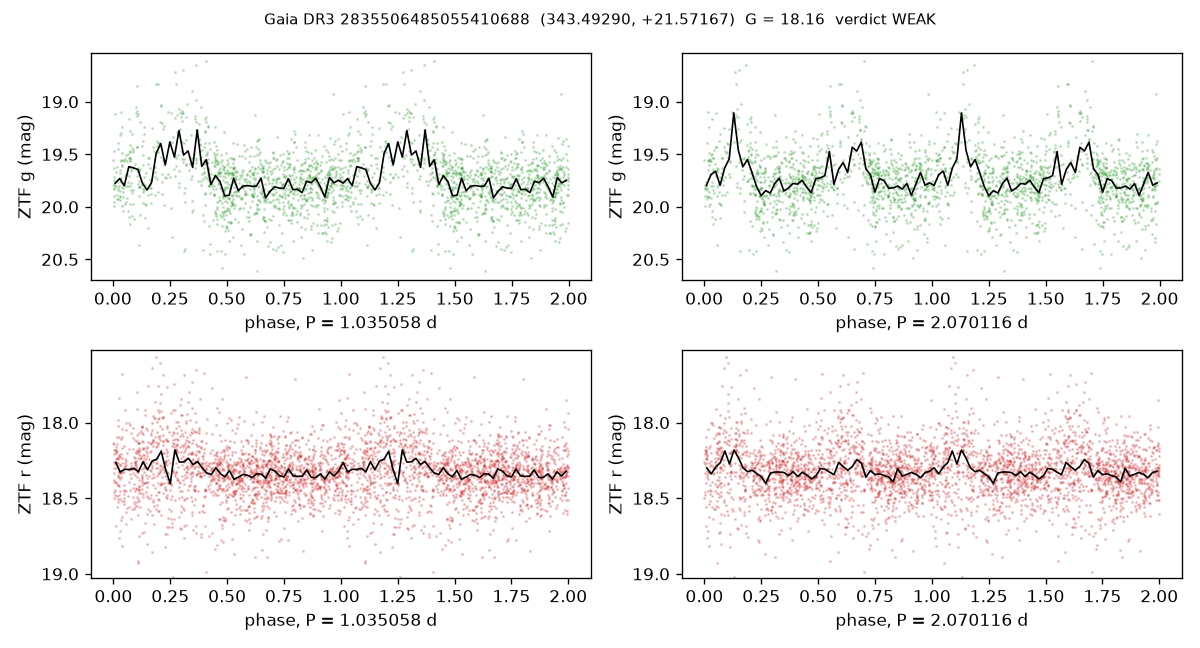 Gaia DR3 2835506485055410688 (343.49290, +21.57167) G = 18.16 verdict WEAK
ZTF g (mag)
19.0
19.5
20.0
20.5
0.00 0.25 0.50 0.75 1.00 1.25 1.50 1.75 2.00
phase, P = 1.035058 d
ZTF g (mag)
19.0
19.5
20.0
20.5
0.00 0.25 0.50 0.75 1.00 1.25 1.50 1.75 2.00
phase, P = 2.070116 d
ZTF r (mag)
18.0
18.5
19.0
0.00 0.25 0.50 0.75 1.00 1.25 1.50 1.75 2.00
phase, P = 1.035058 d
ZTF r (mag)
18.0
18.5
19.0
0.00 0.25 0.50 0.75 1.00 1.25 1.50 1.75 2.00
phase, P = 2.070116 d